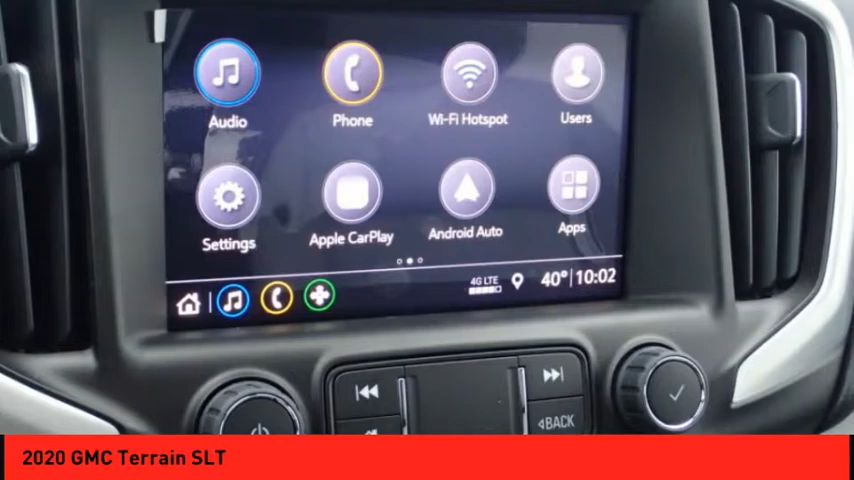 Audio
Phone
Wi-Fi Hotspot
Users
Settings
Apple CarPlay
Android Auto
Apps
4G LTE
40° 10:02
BACK
2020 GMC Terrain SLT